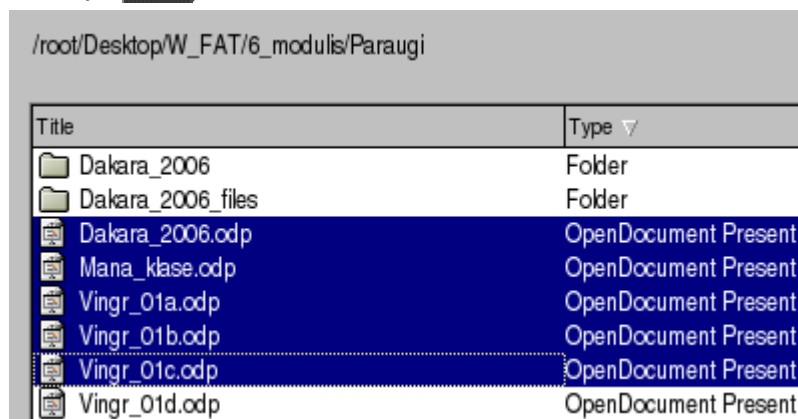 /root/Desktop/W_FAT/6_modulis/Paraugi
Title Type
Dakara_2006 Folder
Dakara_2006_files Folder
Dakara_2006.odp OpenDocument Present
Mana_klase.odp OpenDocument Present
Vingr_01a.odp OpenDocument Present
Vingr_01b.odp OpenDocument Present
Vingr_01c.odp OpenDocument Present
Vingr_01d.odp OpenDocument Present